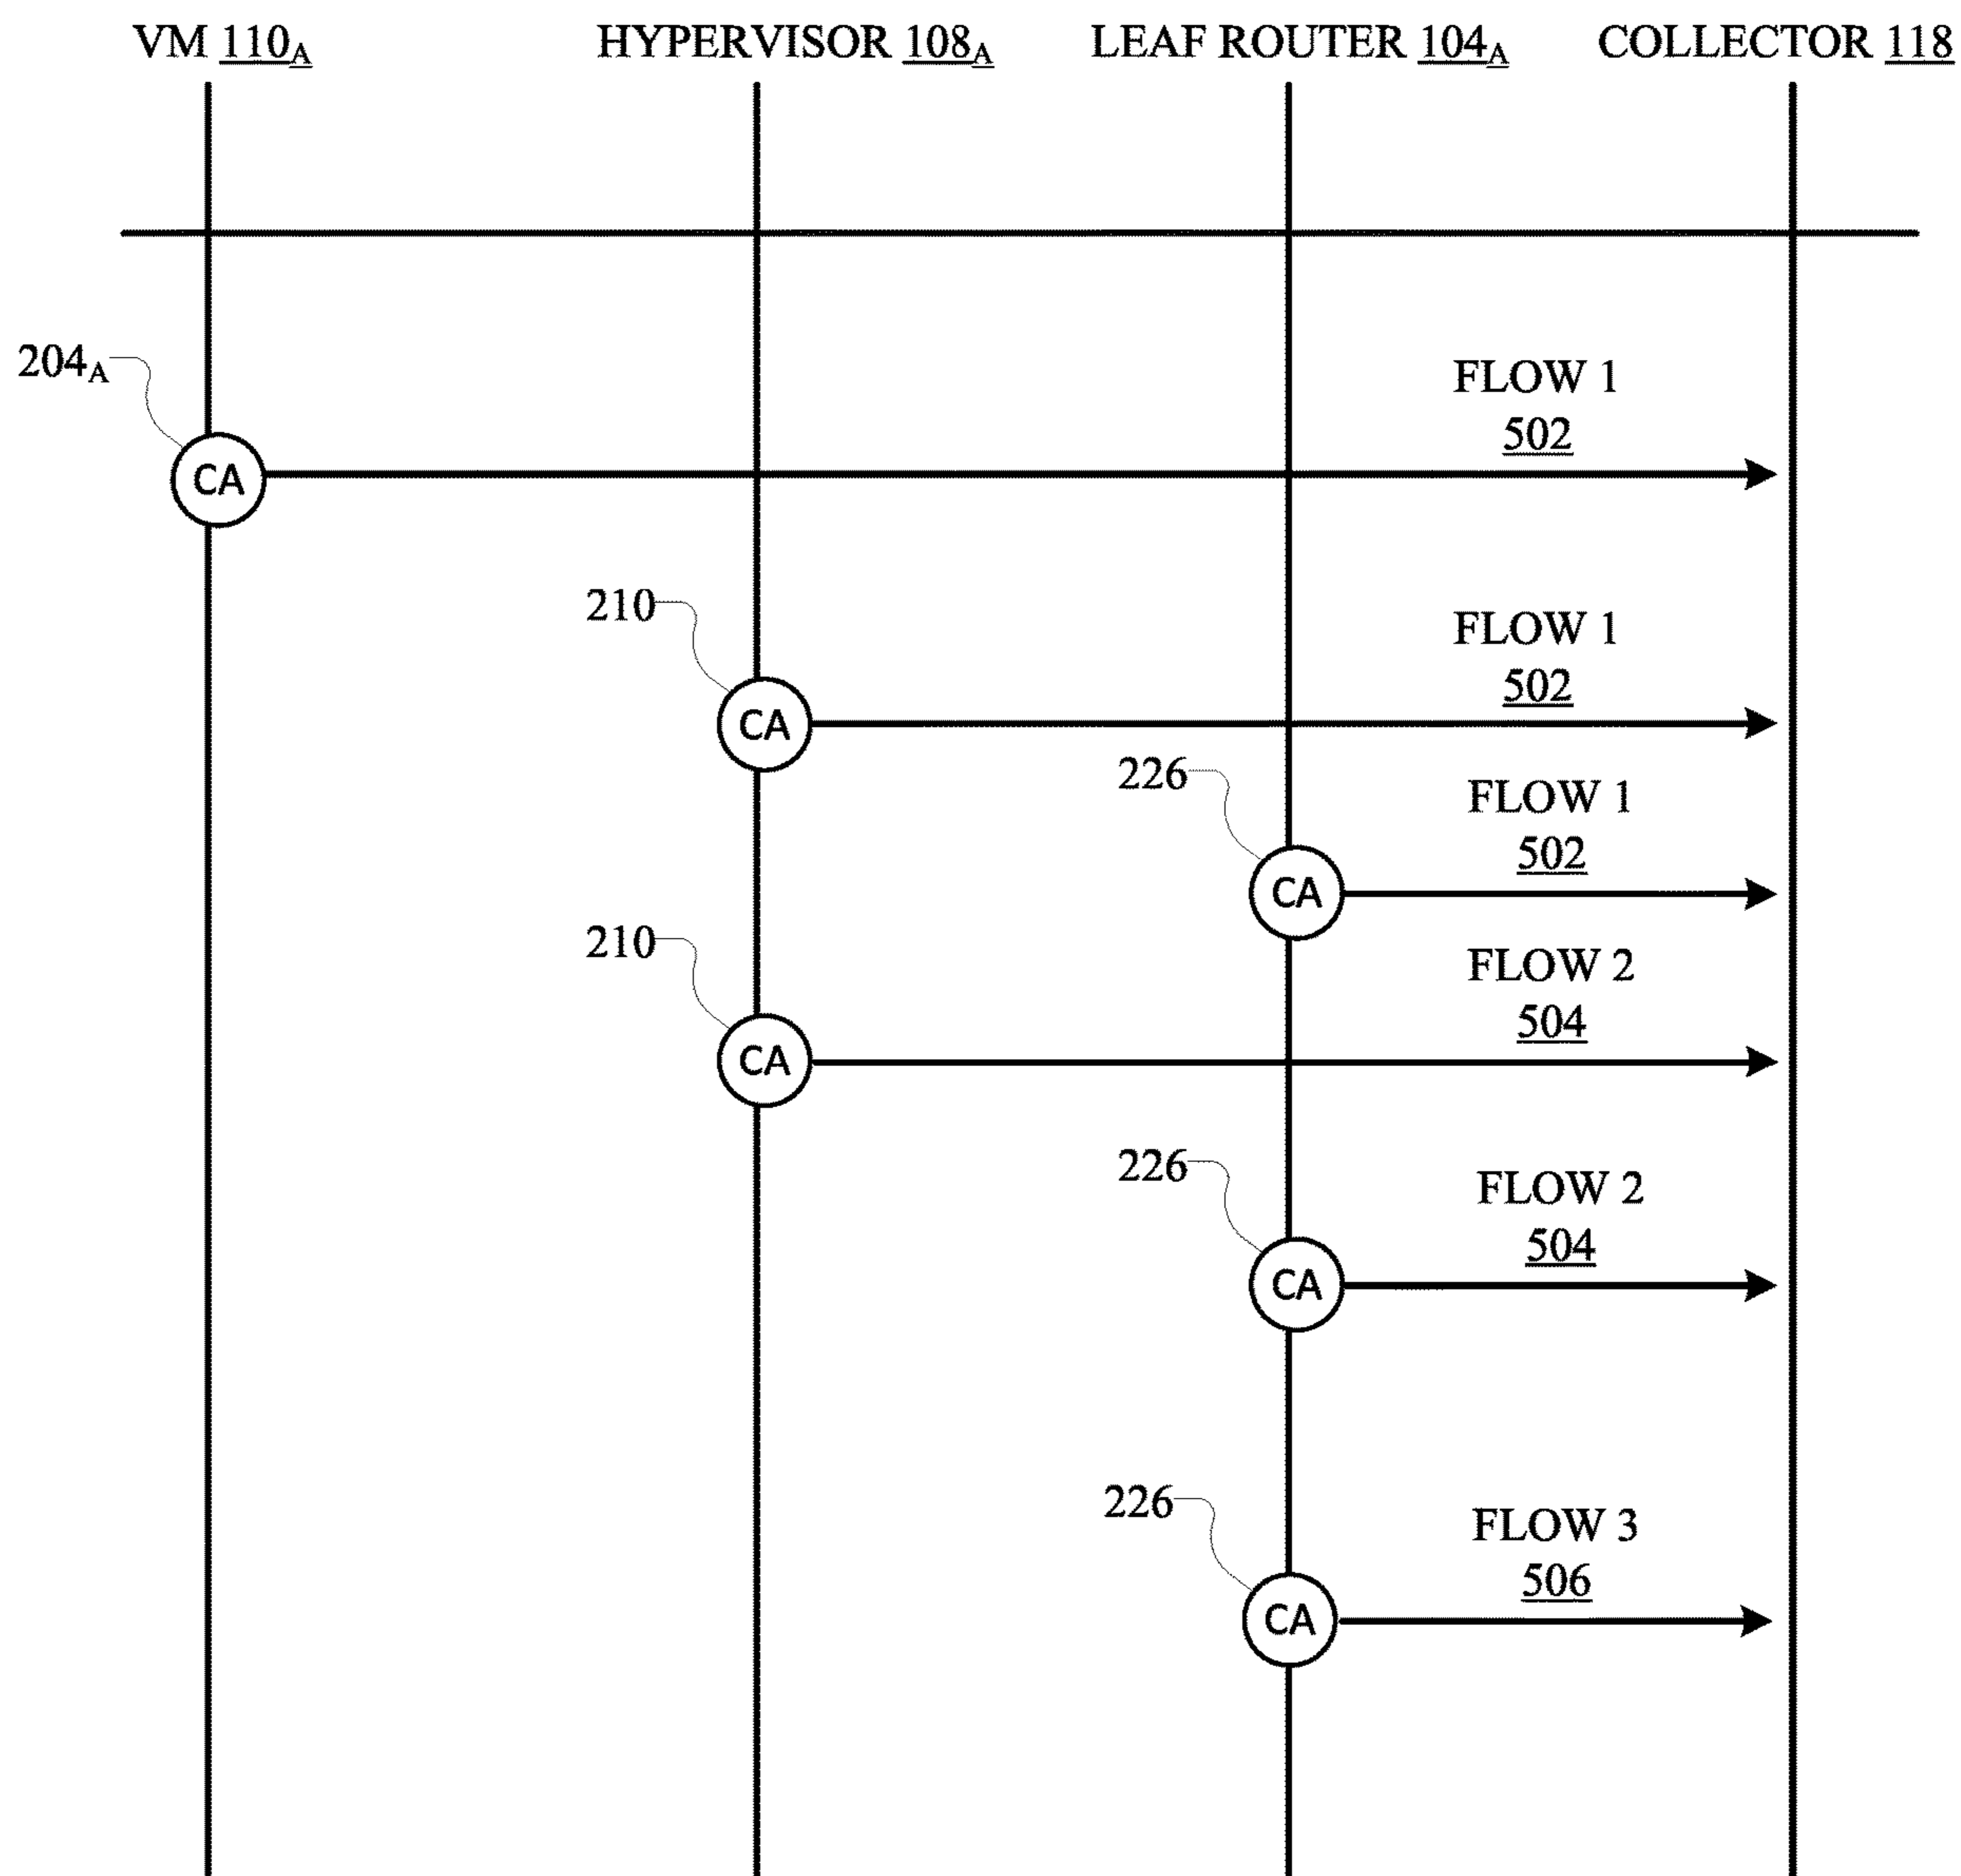 VM 110A HYPERVISOR 108A LEAF ROUTER 104A COLLECTOR 118
204A
FLOW 1
502
CA
210
FLOW 1
502
CA
226
FLOW 1
502
CA
210
FLOW 2
504
CA
226
FLOW 2
504
CA
226
FLOW 3
506
CA